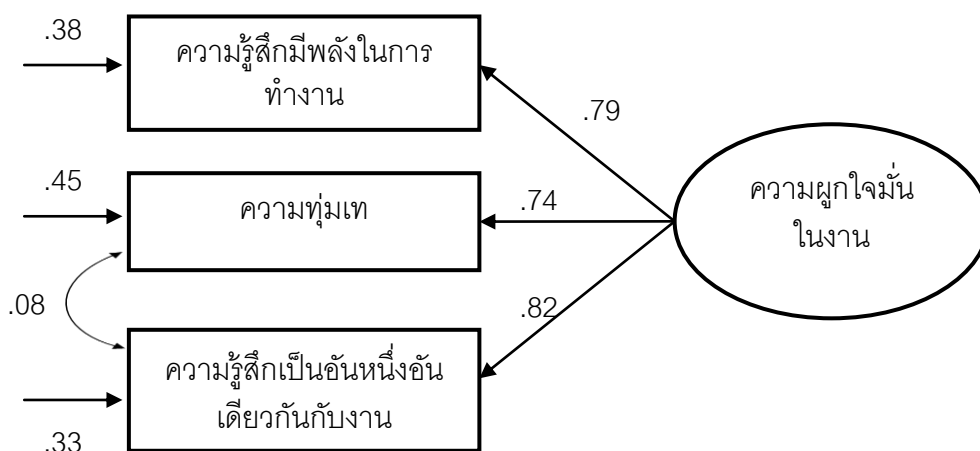 .38
ความรู้สึกมีพลังในการ
ทำงาน
.79
.45
ความทุ่มเท
.74
ความผูกใจมั่น
ในงาน
.08
.82
ความรู้สึกเป็นอันหนึ่งอัน
เดียวกันกับงาน
.33